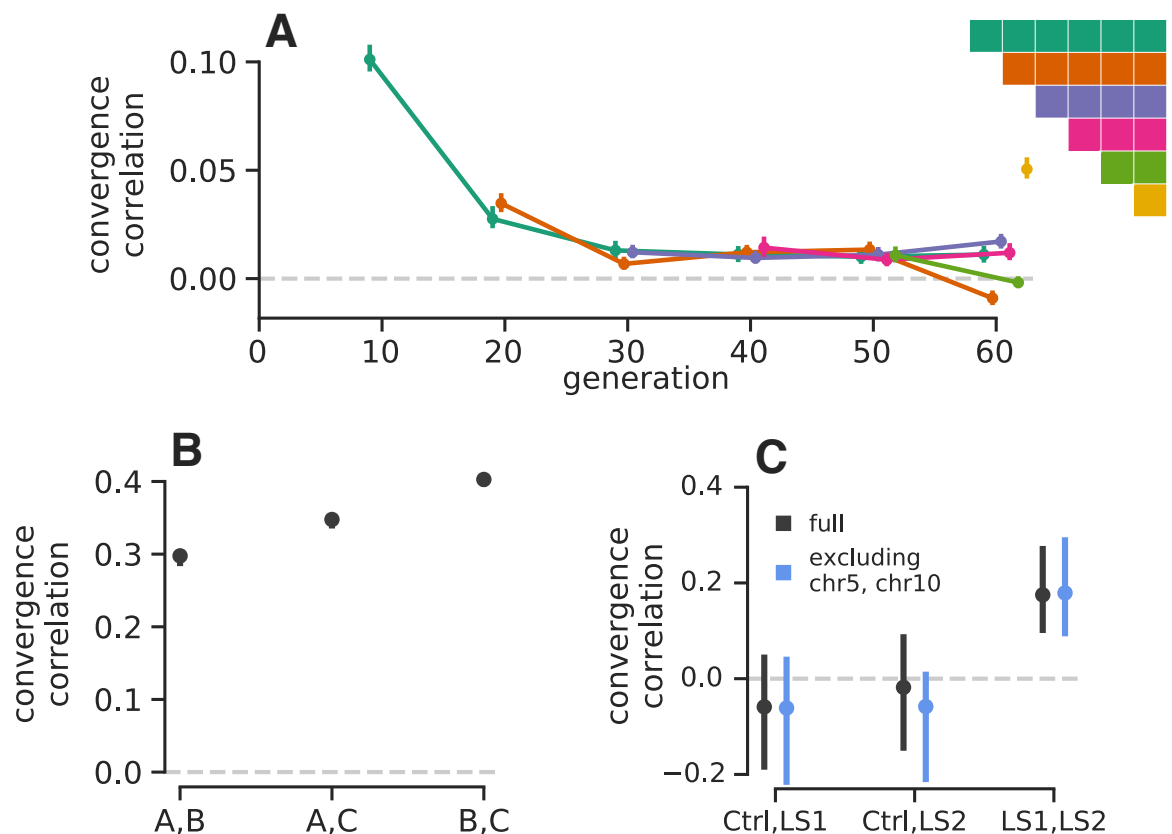 A
convergence
correlation
0.10
0.05
0.00
0
10
20
30
40
50
60
generation
B
convergence
correlation
0.4
0.3
0.2
0.1
0.0
A,B
A,C
B,C
C
convergence
correlation
0.4
0.2
0.0
−0.2
full
excluding
chr5, chr10
Ctrl,LS1
Ctrl,LS2
LS1,LS2